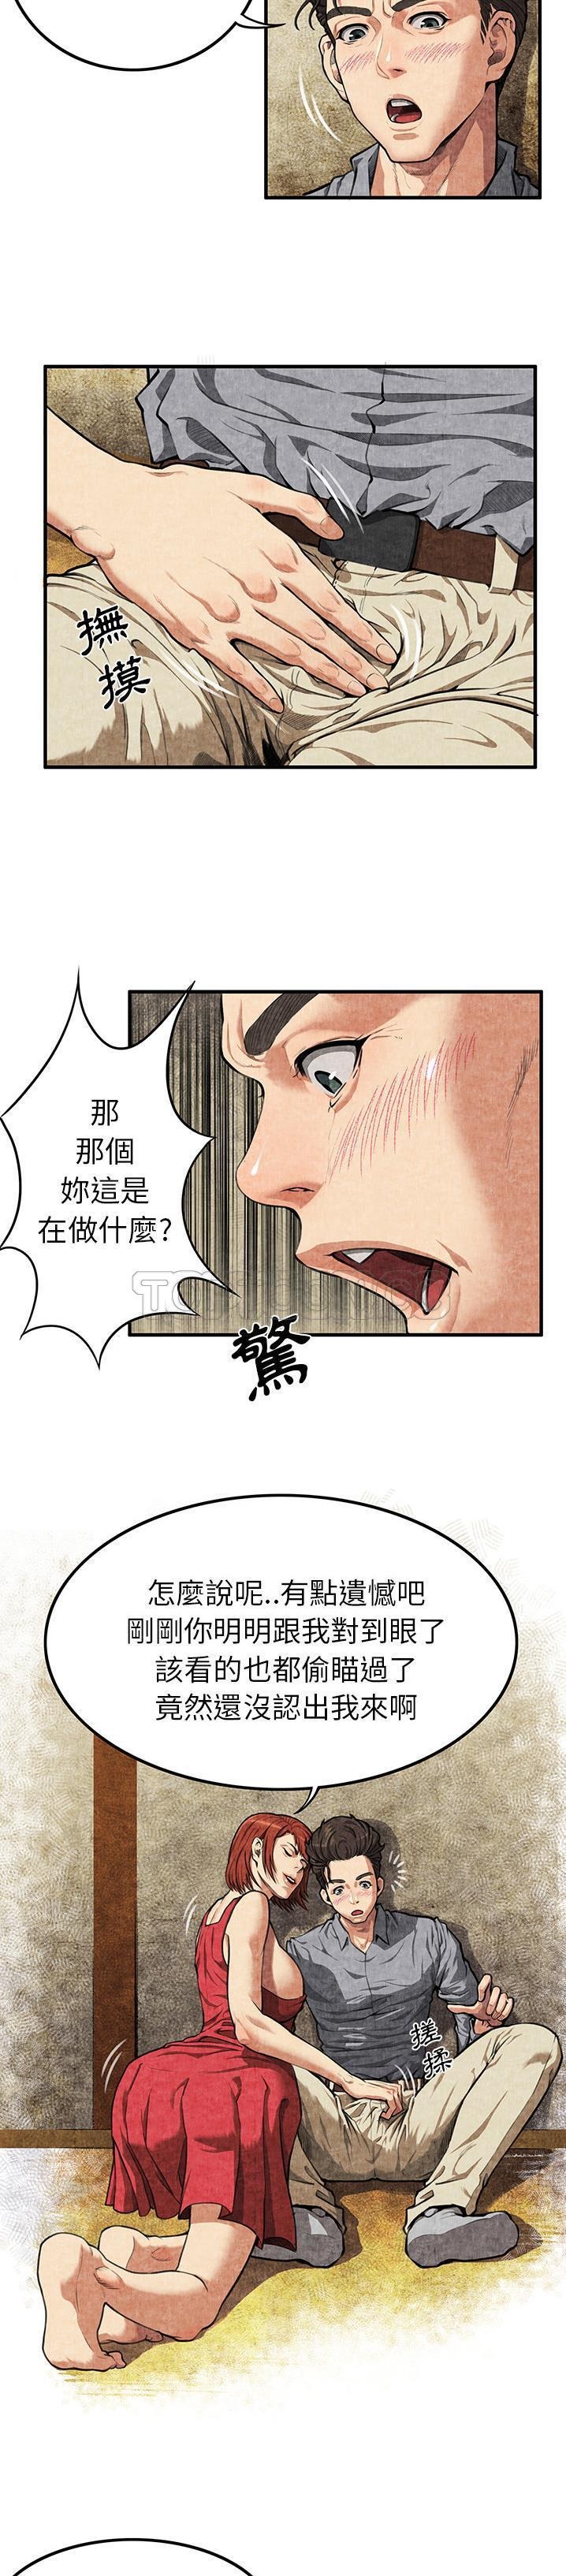 撫
摸
那
那個
妳這是
在做什麼?
TOOMICS
驚
怎麼說呢..有點遺憾吧
剛剛你明明跟我對到眼了
該看的也都偷瞄過了
竟然還沒認出我來啊
搓
揉